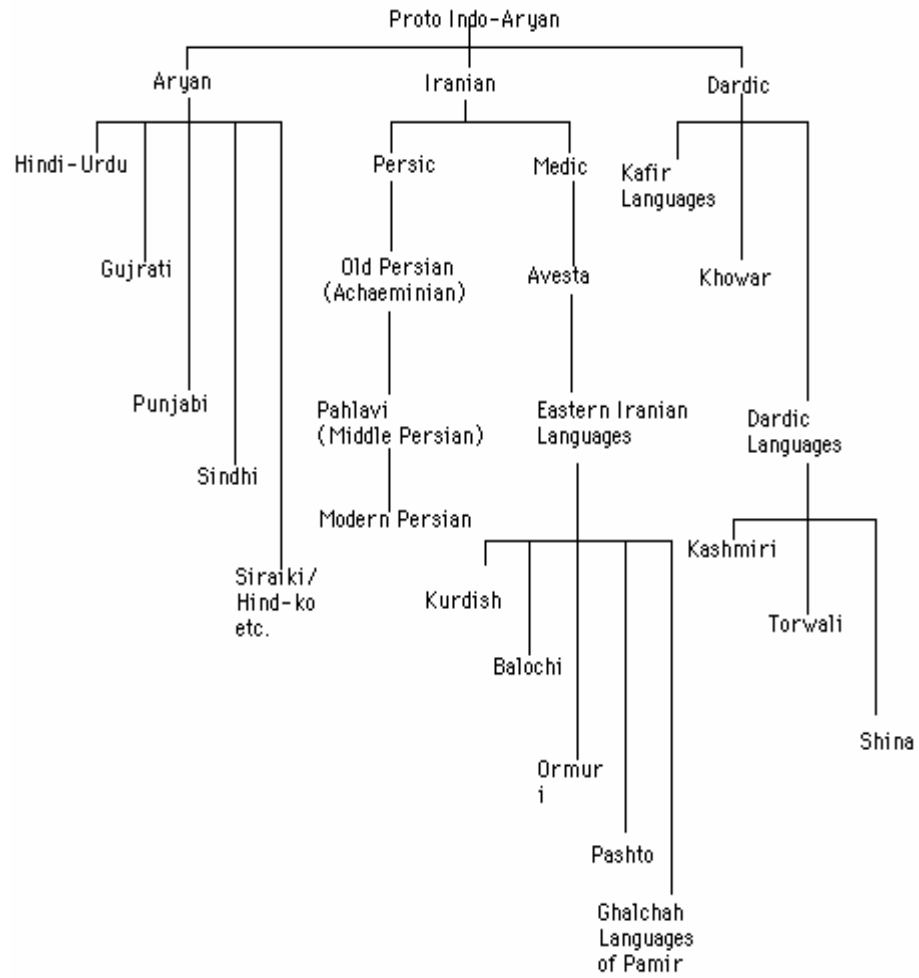 Proto Indo-Aryan
Aryan
Iranian
Dardic
Hindi-Urdu
Persic
Medic
Kafir
Languages
Gujrati
Old Persian
(Achaeminian)
Avesta
Khowar
Punjabi
Pahlavi
(Middle Persian)
Eastern Iranian
Languages
Dardic
Languages
Sindhi
Modern Persian
Kashmiri
Siraiki/
Hind-ko
etc.
Kurdish
Torwali
Balochi
Shina
Ormur
i
Pashto
Ghalchah
Languages
of Pamir